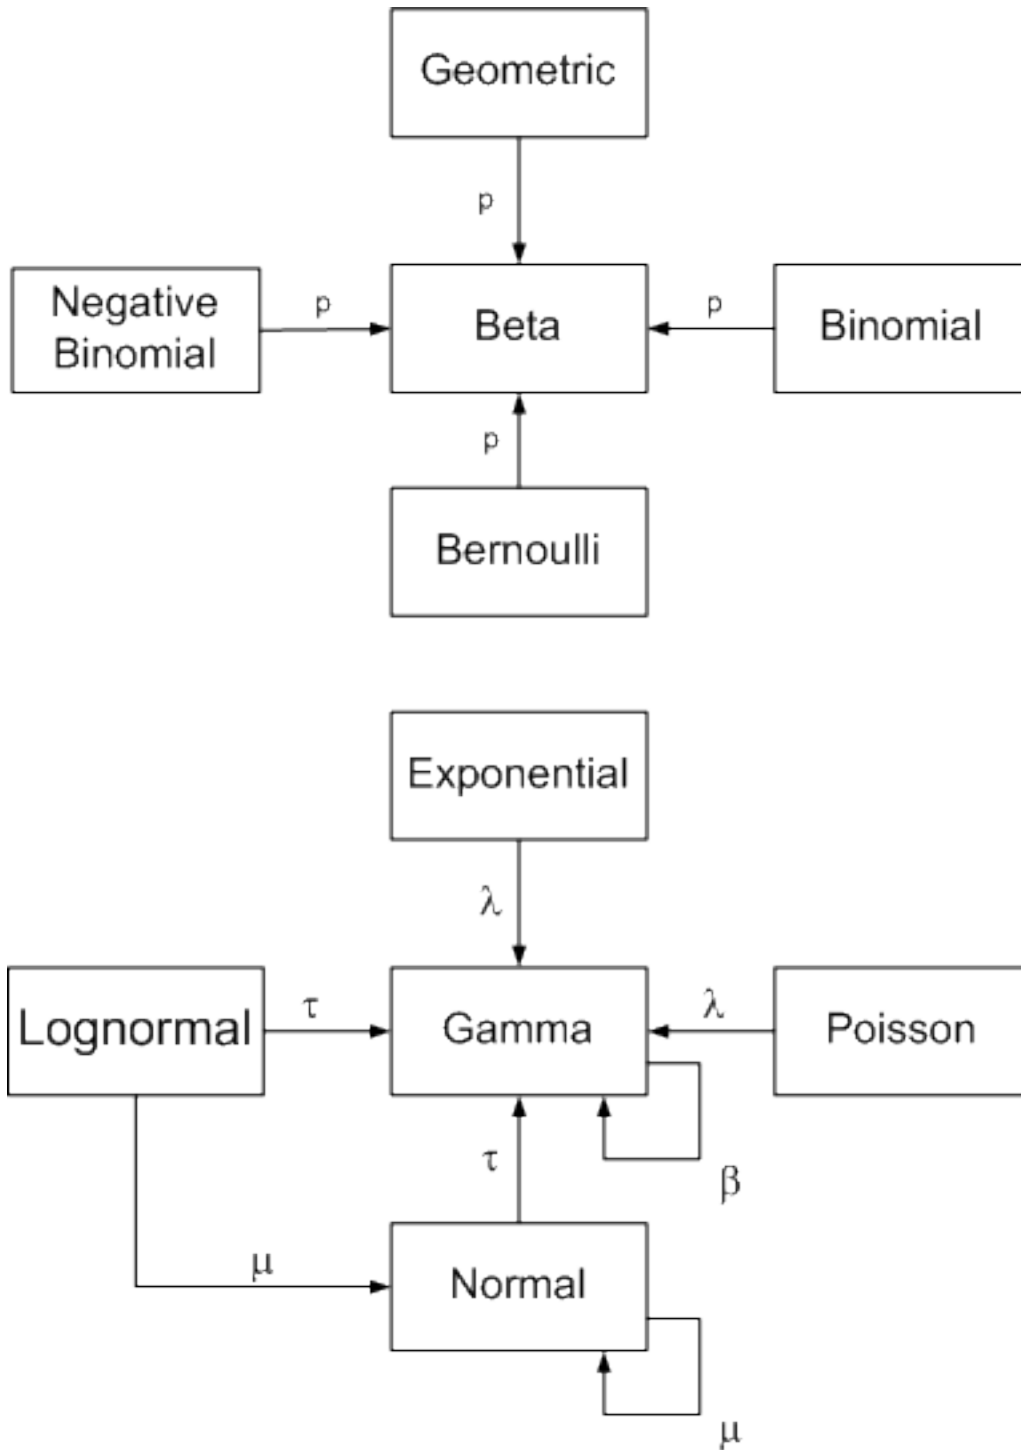 Geometric
p
Negative
Binomial
p
Beta
p
Binomial
p
Bernoulli
Exponential
λ
Lognormal
τ
Gamma
λ
Poisson
τ
β
μ
Normal
μ